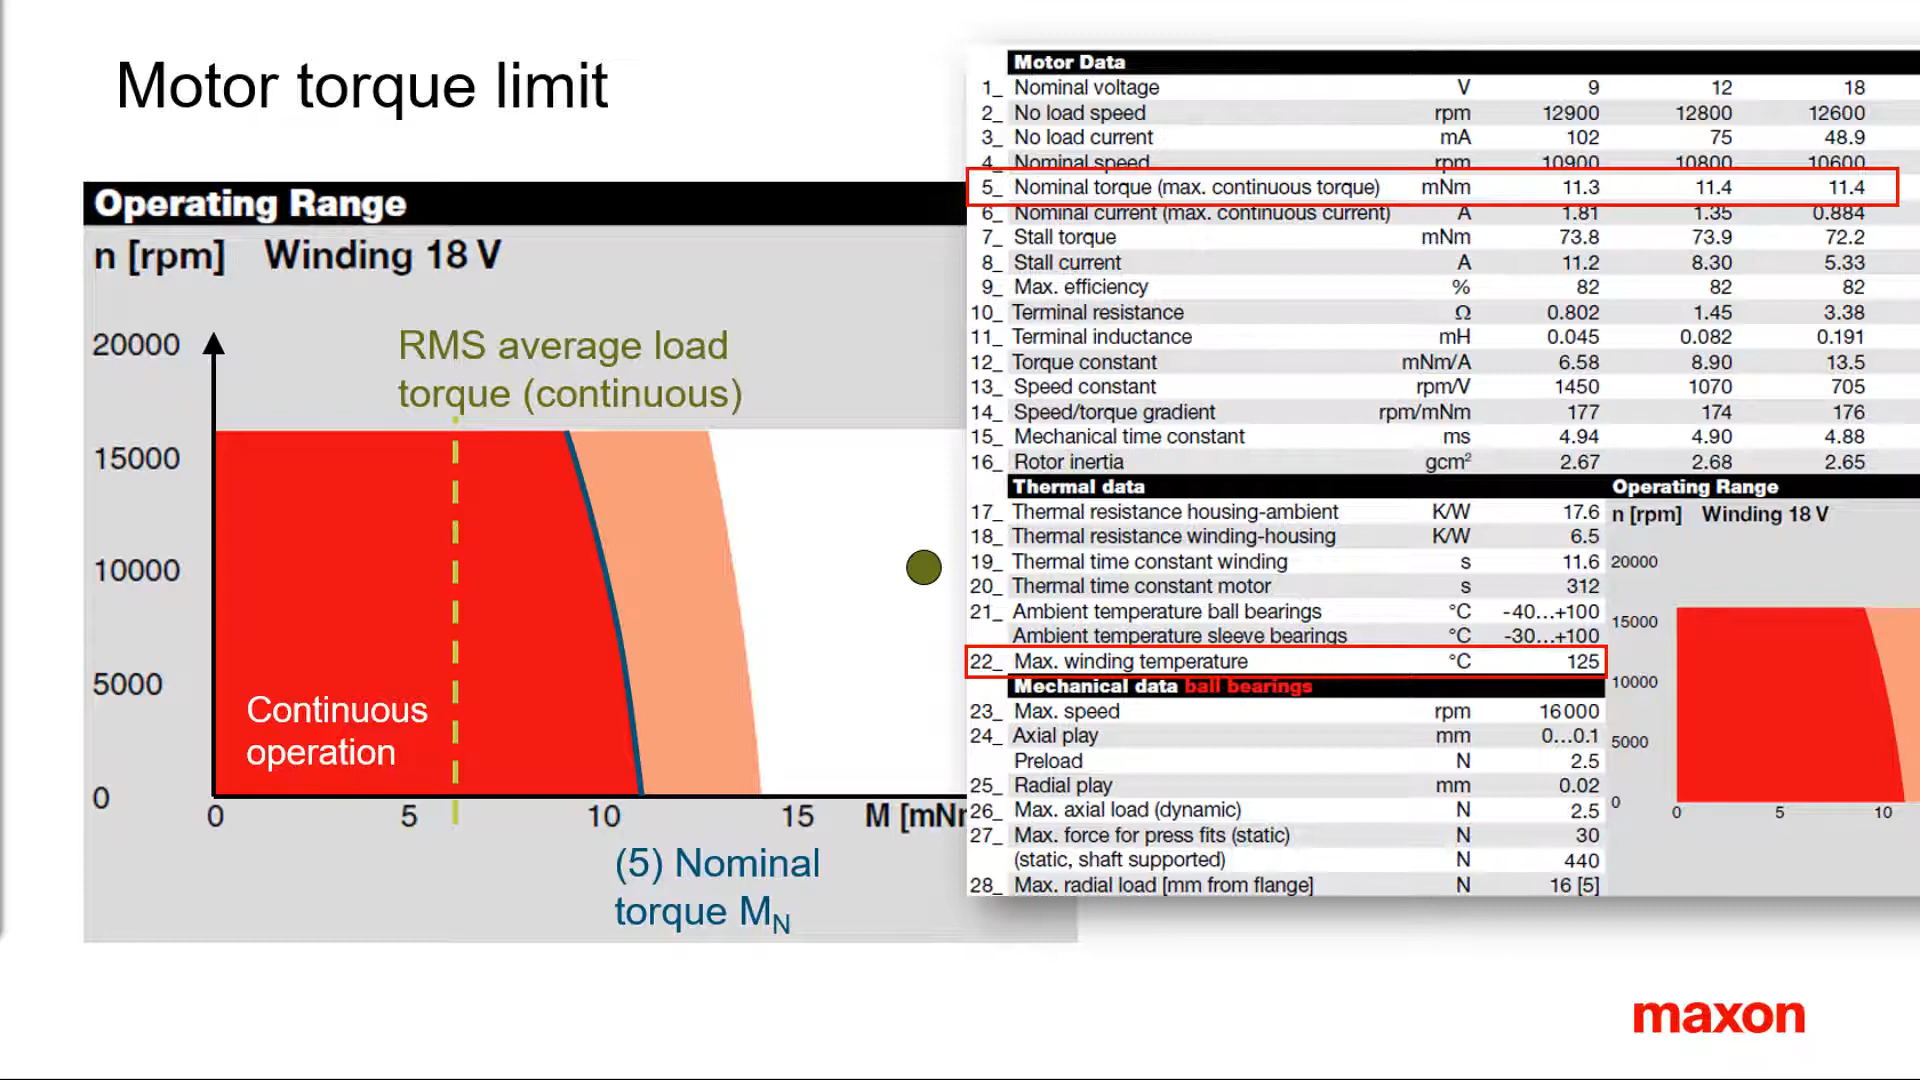 Motor torque limit
Operating Range
n [rpm] Winding 18 V
20000
15000
10000
5000
0
RMS average load
torque (continuous)
Continuous
operation
0 5 10 15 M [mNm
(5) Nominal
torque MN
Motor Data
1_ Nominal voltage V 9 12 18
2_ No load speed rpm 12900 12800 12600
3_ No load current mA 102 75 48.9
4_ Nominal speed rpm 10900 10800 10600
5_ Nominal torque (max. continuous torque) mNm 11.3 11.4 11.4
6_ Nominal current (max. continuous current) A 1.81 1.35 0.884
7_ Stall torque mNm 73.8 73.9 72.2
8_ Stall current A 11.2 8.30 5.33
9_ Max. efficiency % 82 82 82
10_ Terminal resistance Ω 0.802 1.45 3.38
11_ Terminal inductance mH 0.045 0.082 0.191
12_ Torque constant mNm/A 6.58 8.90 13.5
13_ Speed constant rpm/V 1450 1070 705
14_ Speed/torque gradient rpm/mNm 177 174 176
15_ Mechanical time constant ms 4.94 4.90 4.88
16_ Rotor inertia gcm² 2.67 2.68 2.65
Thermal data
17_ Thermal resistance housing-ambient K/W 17.6
18_ Thermal resistance winding-housing K/W 6.5
19_ Thermal time constant winding s 11.6
20_ Thermal time constant motor s 312
21_ Ambient temperature ball bearings °C -40...+100
Ambient temperature sleeve bearings °C -30...+100
22_ Max. winding temperature °C 125
Mechanical data ball bearings
23_ Max. speed rpm 16000
24_ Axial play mm 0...0.1
Preload N 2.5
25_ Radial play mm 0.02
26_ Max. axial load (dynamic) N 2.5
27_ Max. force for press fits (static) N 30
(static, shaft supported) N 440
28_ Max. radial load [mm from flange] N 16 [5]
Operating Range
n [rpm] Winding 18 V
20000
15000
10000
5000
0
0 5 10
maxon